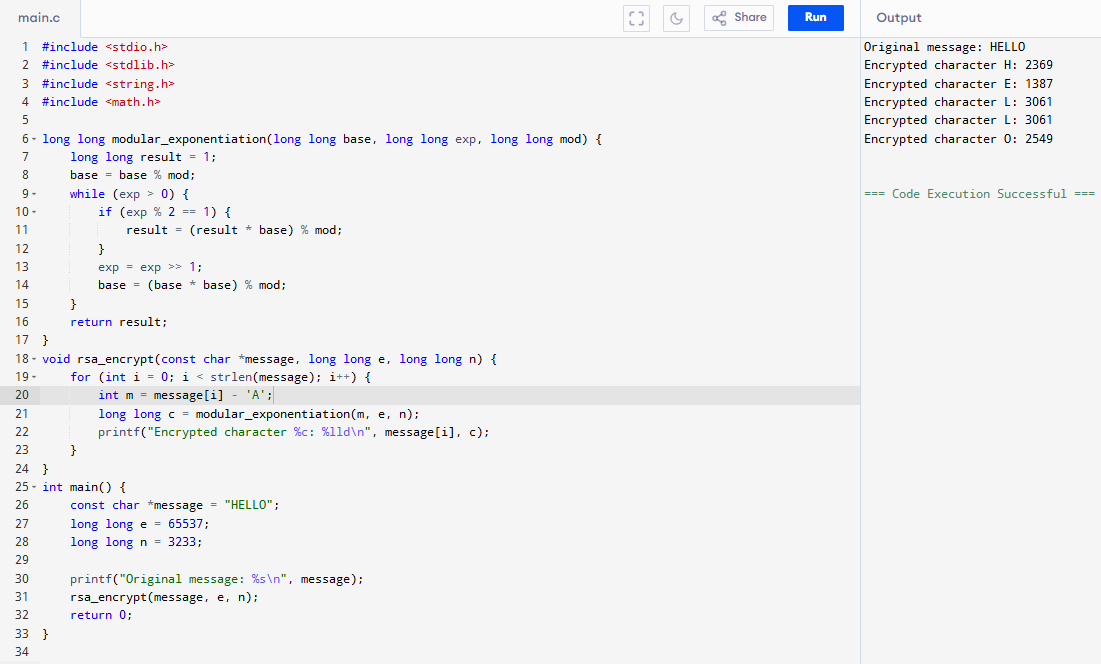 main.c
Share
Run
Output
1 #include <stdio.h>
2 #include <stdlib.h>
3 #include <string.h>
4 #include <math.h>
5
6 long long modular_exponentiation(long long base, long long exp, long long mod) {
7     long long result = 1;
8     base = base % mod;
9     while (exp > 0) {
10         if (exp % 2 == 1) {
11             result = (result * base) % mod;
12         }
13         exp = exp >> 1;
14         base = (base * base) % mod;
15     }
16     return result;
17 }
18 void rsa_encrypt(const char *message, long long e, long long n) {
19     for (int i = 0; i < strlen(message); i++) {
20         int m = message[i] - 'A';
21         long long c = modular_exponentiation(m, e, n);
22         printf("Encrypted character %c: %lld\n", message[i], c);
23     }
24 }
25 int main() {
26     const char *message = "HELLO";
27     long long e = 65537;
28     long long n = 3233;
29
30     printf("Original message: %s\n", message);
31     rsa_encrypt(message, e, n);
32     return 0;
33 }
34
Original message: HELLO
Encrypted character H: 2369
Encrypted character E: 1387
Encrypted character L: 3061
Encrypted character L: 3061
Encrypted character O: 2549
=== Code Execution Successful ===